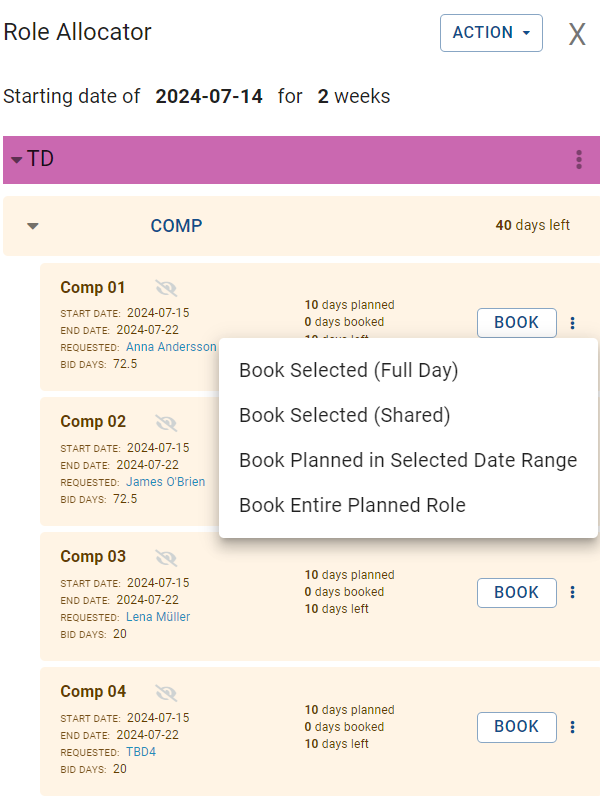 Role Allocator
ACTION
X
Starting date of 2024-07-14 for 2 weeks
TD
COMP
40 days left
Comp 01
START DATE: 2024-07-15
END DATE: 2024-07-22
REQUESTED: Anna Andersson
BID DAYS: 72.5
10 days planned
0 days booked
BOOK
Book Selected (Full Day)
Book Selected (Shared)
Book Planned in Selected Date Range
Book Entire Planned Role
Comp 02
START DATE: 2024-07-15
END DATE: 2024-07-22
REQUESTED: James O'Brien
BID DAYS: 72.5
Comp 03
START DATE: 2024-07-15
END DATE: 2024-07-22
REQUESTED: Lena Müller
BID DAYS: 20
10 days planned
0 days booked
10 days left
BOOK
Comp 04
START DATE: 2024-07-15
END DATE: 2024-07-22
REQUESTED: TBD4
BID DAYS: 20
10 days planned
0 days booked
10 days left
BOOK